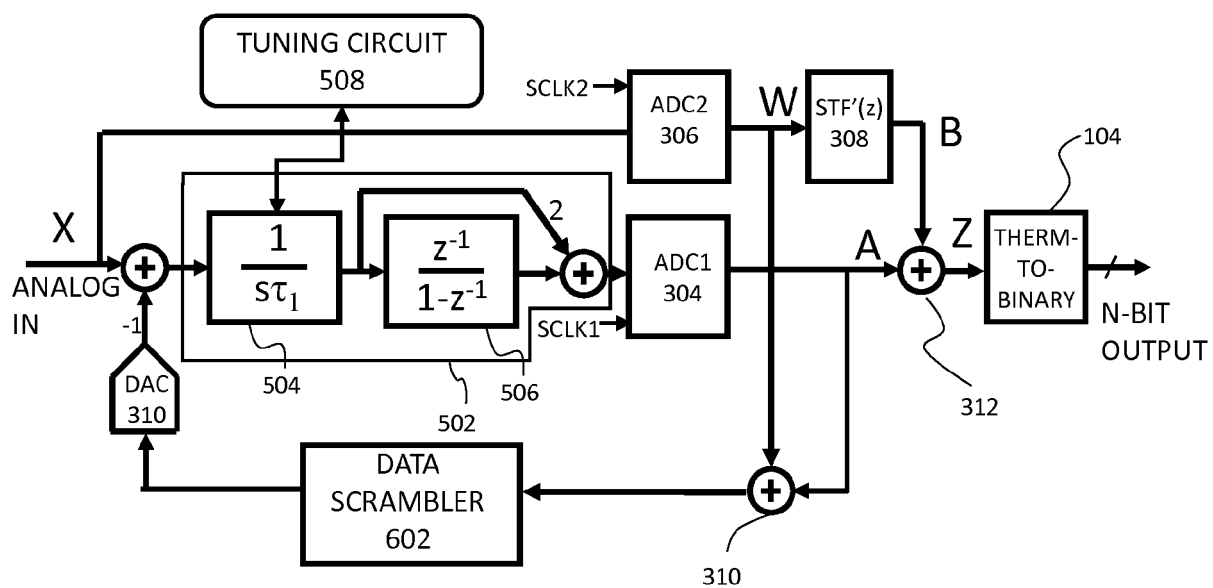 TUNING CIRCUIT
508
SCLK2
ADC2
306
W
STF'(z)
308
B
104
X
ANALOG
IN
1
sτ₁
z⁻¹
1-z⁻¹
2
ADC1
304
SCLK1
A
Z
THERM-
TO-
BINARY
N-BIT
OUTPUT
-1
504
506
502
312
DAC
310
DATA
SCRAMBLER
602
310